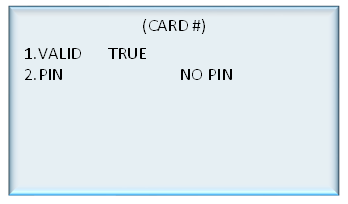 (CARD #)
1.VALID TRUE
2.PIN NO PIN